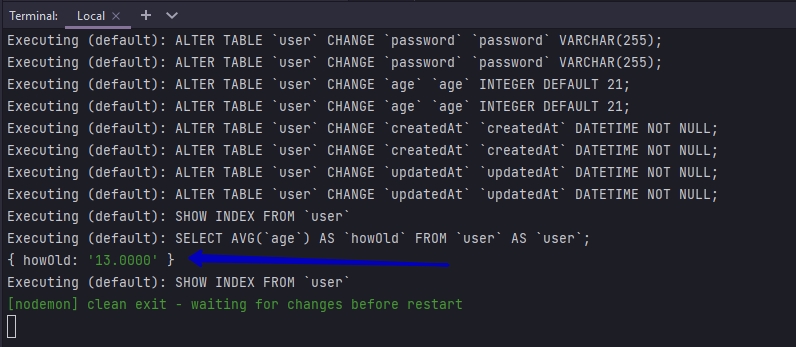 Terminal: Local × + ∨
Executing (default): ALTER TABLE `user` CHANGE `password` `password` VARCHAR(255);
Executing (default): ALTER TABLE `user` CHANGE `password` `password` VARCHAR(255);
Executing (default): ALTER TABLE `user` CHANGE `age` `age` INTEGER DEFAULT 21;
Executing (default): ALTER TABLE `user` CHANGE `age` `age` INTEGER DEFAULT 21;
Executing (default): ALTER TABLE `user` CHANGE `createdAt` `createdAt` DATETIME NOT NULL;
Executing (default): ALTER TABLE `user` CHANGE `createdAt` `createdAt` DATETIME NOT NULL;
Executing (default): ALTER TABLE `user` CHANGE `updatedAt` `updatedAt` DATETIME NOT NULL;
Executing (default): ALTER TABLE `user` CHANGE `updatedAt` `updatedAt` DATETIME NOT NULL;
Executing (default): SHOW INDEX FROM `user`
Executing (default): SELECT AVG(`age`) AS `howOld` FROM `user` AS `user`;
{ howOld: '13.0000' }
Executing (default): SHOW INDEX FROM `user`
[nodemon] clean exit - waiting for changes before restart